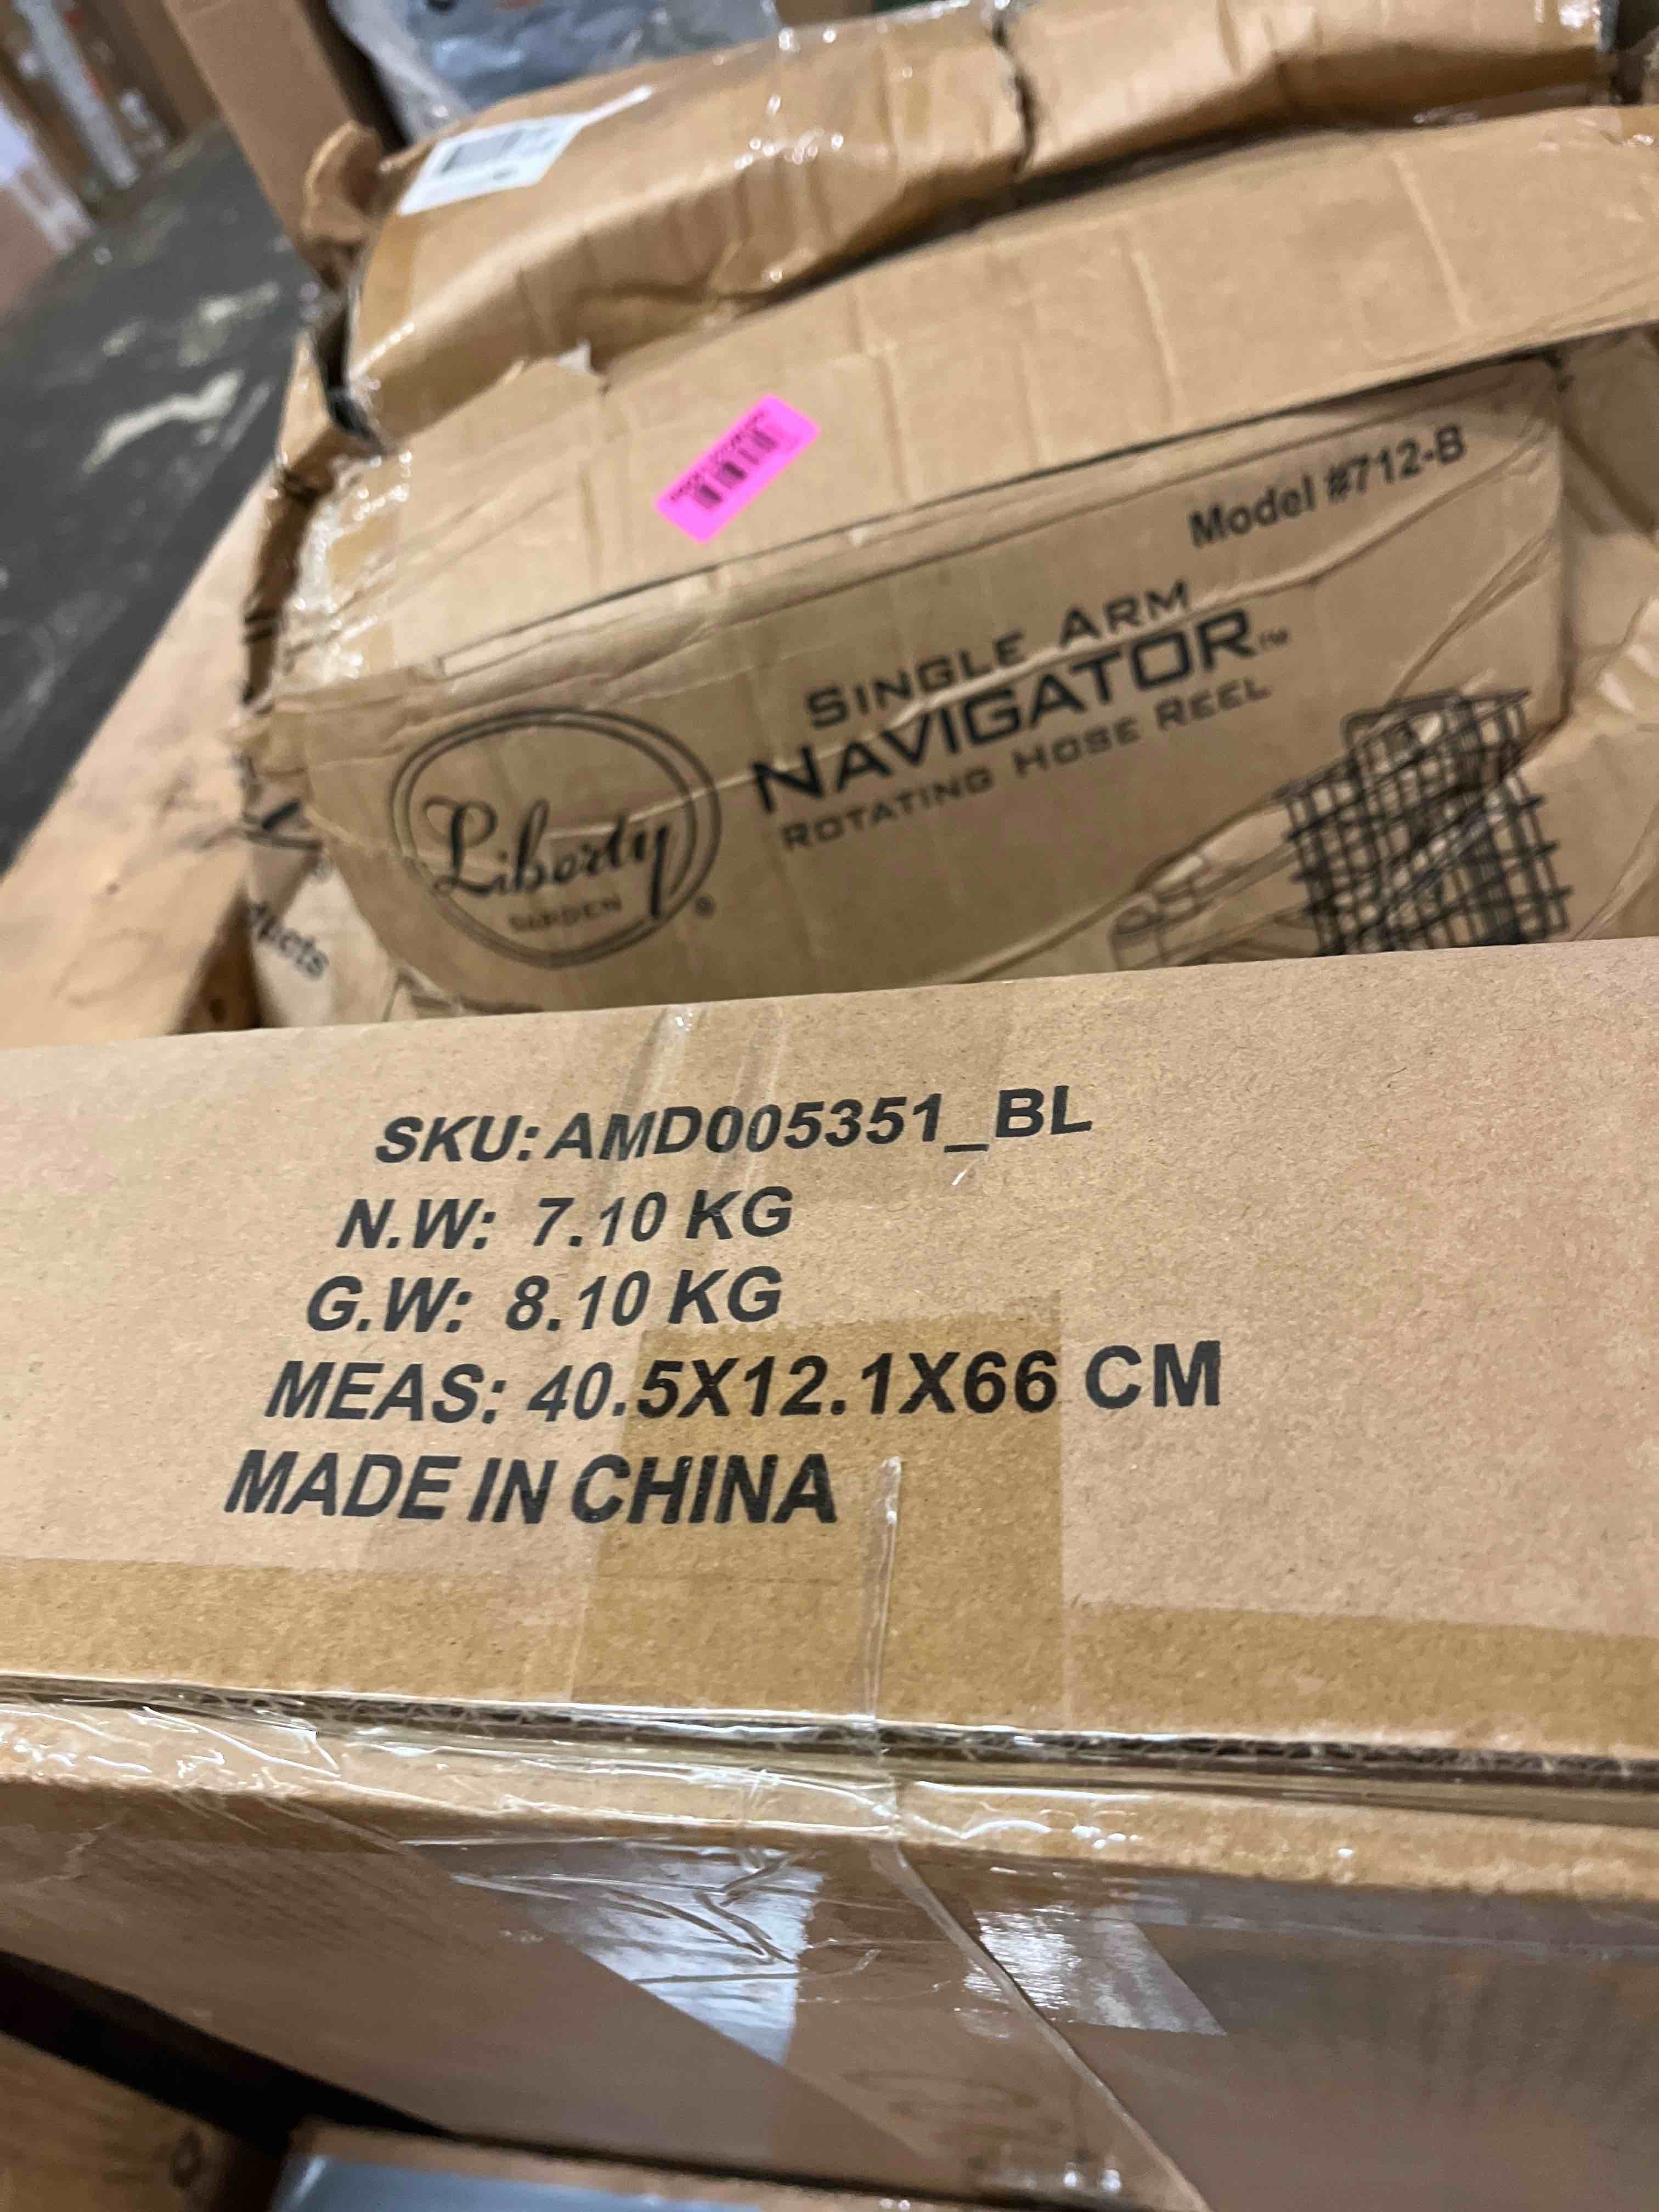 Model #712-B
SINGLE ARM
NAVIGATOR™
ROTATING HOSE REEL
Liberty
GARDEN
®
SKU: AMD005351_BL
N.W: 7.10 KG
G.W: 8.10 KG
MEAS: 40.5X12.1X66 CM
MADE IN CHINA